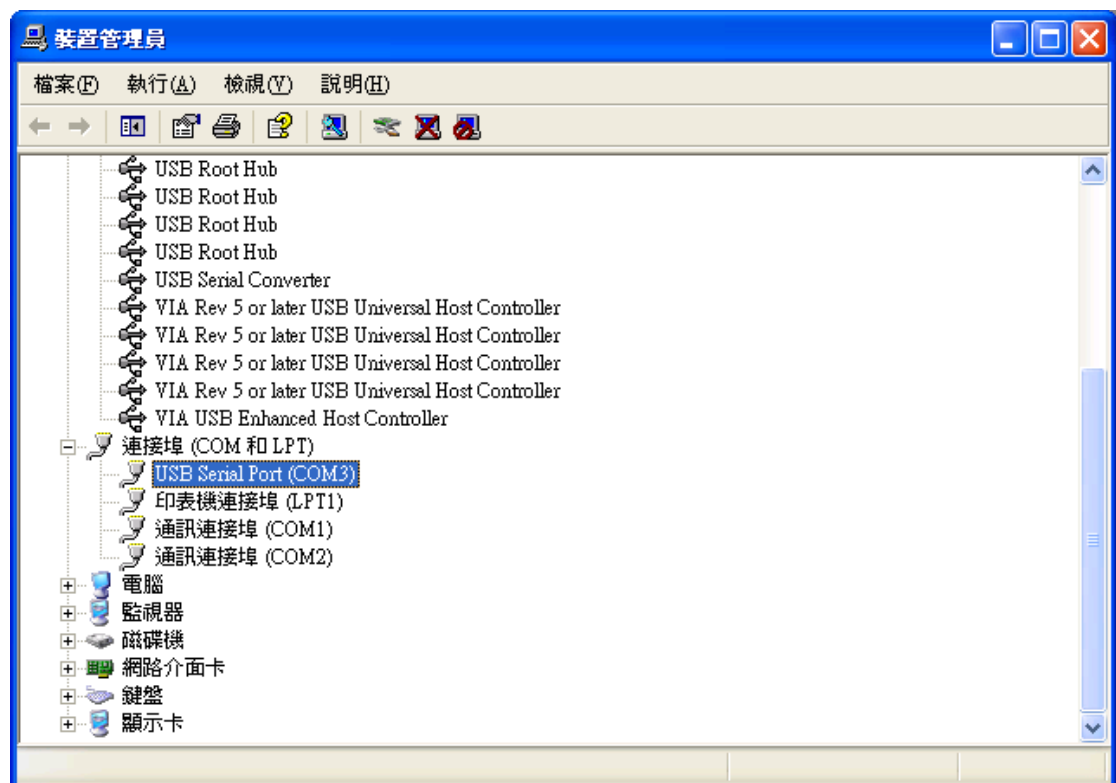 裝置管理員
檔案(F) 執行(A) 檢視(V) 說明(H)
USB Root Hub
USB Root Hub
USB Root Hub
USB Root Hub
USB Serial Converter
VIA Rev 5 or later USB Universal Host Controller
VIA Rev 5 or later USB Universal Host Controller
VIA Rev 5 or later USB Universal Host Controller
VIA Rev 5 or later USB Universal Host Controller
VIA USB Enhanced Host Controller
連接埠 (COM 和 LPT)
USB Serial Port (COM3)
印表機連接埠 (LPT1)
通訊連接埠 (COM1)
通訊連接埠 (COM2)
電腦
監視器
磁碟機
網路介面卡
鍵盤
顯示卡